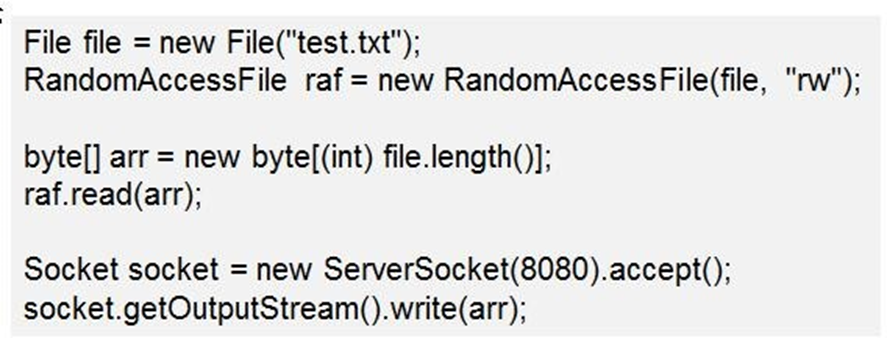 File file = new File("test.txt");
RandomAccessFile raf = new RandomAccessFile(file, "rw");
byte[] arr = new byte[(int) file.length()];
raf.read(arr);
Socket socket = new ServerSocket(8080).accept();
socket.getOutputStream().write(arr);